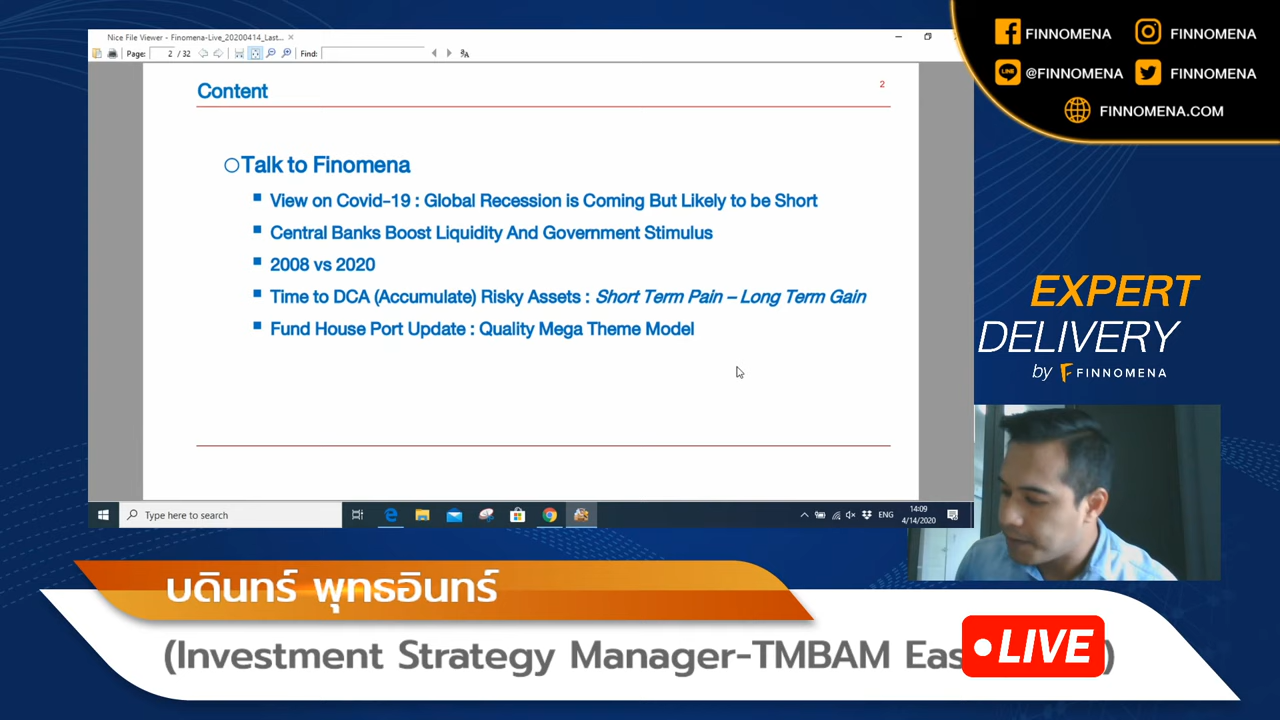 Nice File Viewer - Finomena-Live_20200414_Last...
Page: 2 / 32 Find:
Content
2
Talk to Finomena
View on Covid-19 : Global Recession is Coming But Likely to be Short
Central Banks Boost Liquidity And Government Stimulus
2008 vs 2020
Time to DCA (Accumulate) Risky Assets : Short Term Pain – Long Term Gain
Fund House Port Update : Quality Mega Theme Model
Type here to search
ENG
14:09
4/14/2020
FINNOMENA
FINNOMENA
@FINNOMENA
FINNOMENA
FINNOMENA.COM
EXPERT
DELIVERY
by FINNOMENA
บดินทร์ พุทธอินทร์
(Investment Strategy Manager-TMBAM Eas )
LIVE